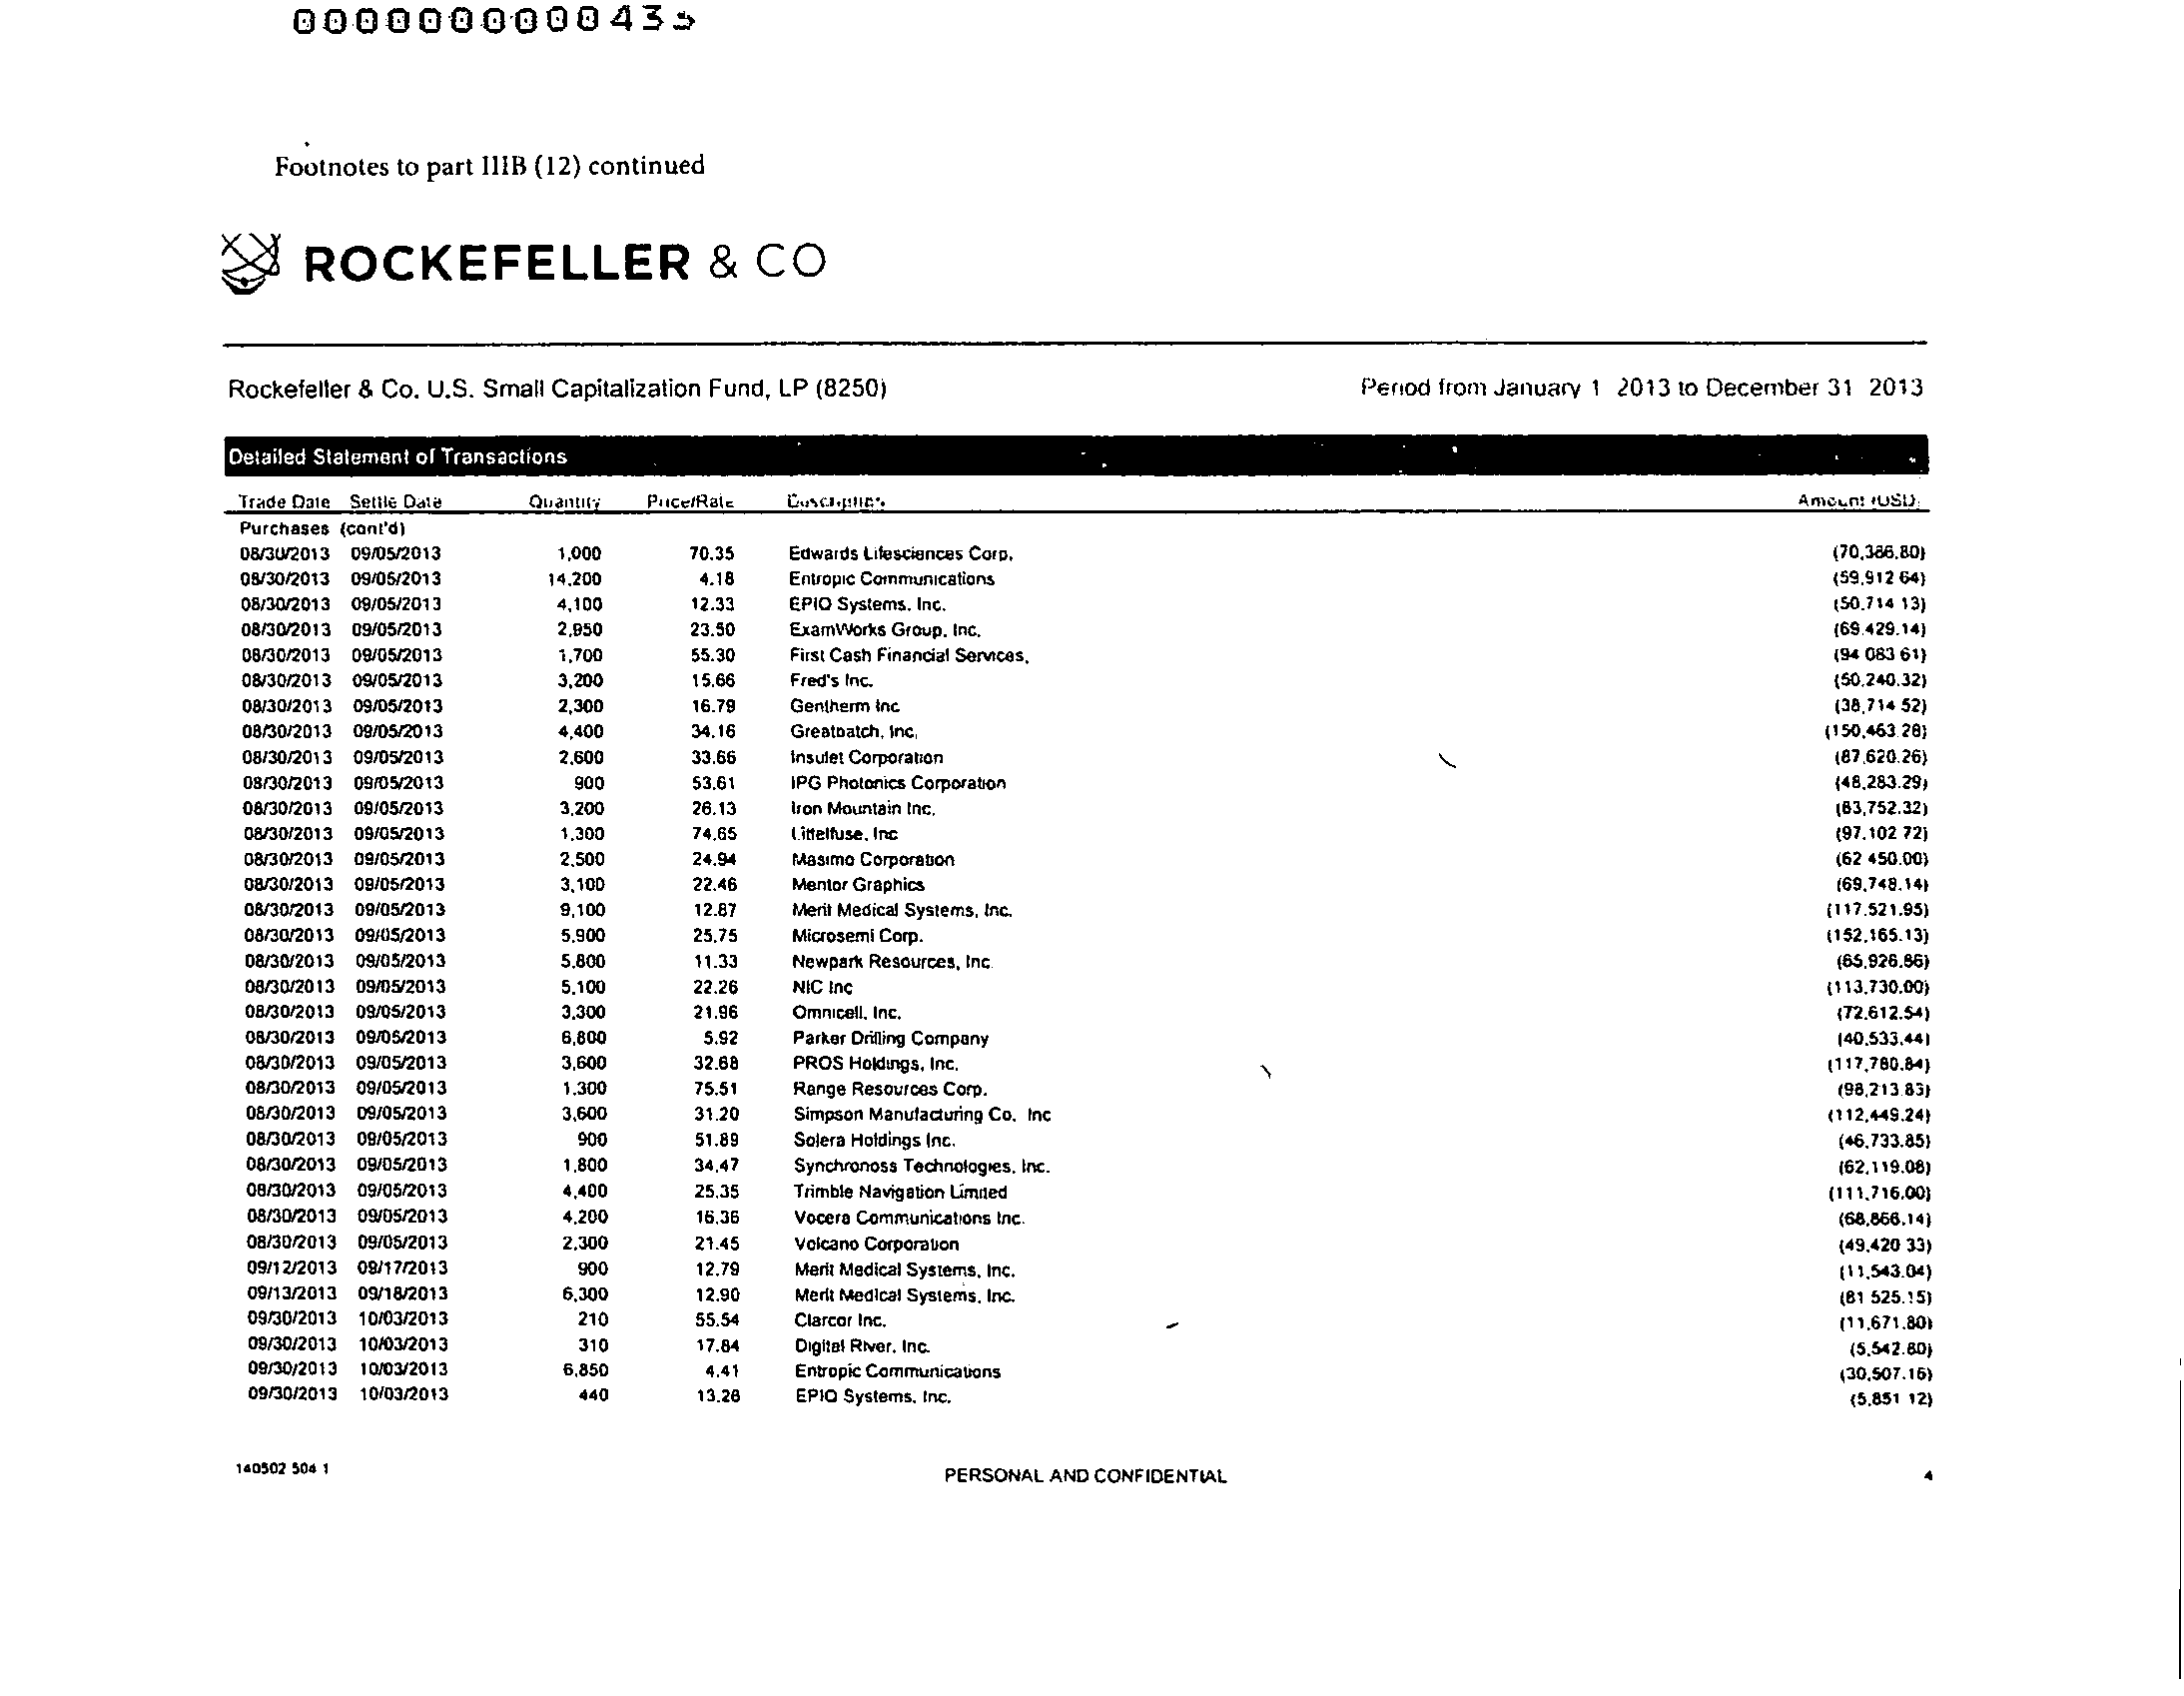 00000000000435
Footnotes to part IIIB (12) continued
ROCKEFELLER & CO
Rockefeller & Co. U.S. Small Capitalization Fund, LP (8250) Period from January 1 2013 to December 31 2013
Detailed Statement of Transactions
Trade Date Settle Date Quantity Price/Rate Description Amount (USD)
Purchases (cont'd)
08/30/2013 09/05/2013 1,000 70.35 Edwards Lifesciences Corp. (70,386.80)
08/30/2013 09/05/2013 14,200 4.18 Entropic Communications (59,912 64)
08/30/2013 09/05/2013 4,100 12.33 EPIQ Systems, Inc. (50,714 13)
08/30/2013 09/05/2013 2,950 23.50 ExamWorks Group, Inc. (69,429.14)
08/30/2013 09/05/2013 1,700 55.30 First Cash Financial Services, (94 083 61)
08/30/2013 09/05/2013 3,200 15.66 Fred's Inc. (50,240.32)
08/30/2013 09/05/2013 2,300 16.79 Gentherm Inc (38,714 52)
08/30/2013 09/05/2013 4,400 34.16 Greatbatch, Inc. (150,463.28)
08/30/2013 09/05/2013 2,600 33.66 Insulet Corporation (87,620.26)
08/30/2013 09/05/2013 900 53.61 IPG Photonics Corporation (48,283.29)
08/30/2013 09/05/2013 3,200 26.13 Iron Mountain Inc. (83,752.32)
08/30/2013 09/05/2013 1,300 74.65 Littelfuse, Inc (97,102 72)
08/30/2013 09/05/2013 2,500 24.94 Masimo Corporation (62 450.00)
08/30/2013 09/05/2013 3,100 22.46 Mentor Graphics (69,748.14)
08/30/2013 09/05/2013 9,100 12.87 Merit Medical Systems, Inc. (117,521.95)
08/30/2013 09/05/2013 5,900 25.75 Microsemi Corp. (152,165.13)
08/30/2013 09/05/2013 5,800 11.33 Newpark Resources, Inc. (65,926.86)
08/30/2013 09/05/2013 5,100 22.26 NIC Inc (113,730.00)
08/30/2013 09/05/2013 3,300 21.96 Omnicell, Inc. (72,612.54)
08/30/2013 09/05/2013 6,800 5.92 Parker Drilling Company (40,533.44)
08/30/2013 09/05/2013 3,600 32.68 PROS Holdings, Inc. (117,780.84)
08/30/2013 09/05/2013 1,300 75.51 Range Resources Corp. (98,213.83)
08/30/2013 09/05/2013 3,600 31.20 Simpson Manufacturing Co. Inc (112,449.24)
08/30/2013 09/05/2013 900 51.89 Solera Holdings Inc. (46,733.85)
08/30/2013 09/05/2013 1,800 34.47 Synchronoss Technologies, Inc. (62,119.08)
08/30/2013 09/05/2013 4,400 25.35 Trimble Navigation Limited (111,716.00)
08/30/2013 09/05/2013 4,200 16.36 Vocera Communications Inc. (68,866.14)
08/30/2013 09/05/2013 2,300 21.45 Volcano Corporation (49,420 33)
09/12/2013 09/17/2013 900 12.79 Merit Medical Systems, Inc. (11,543.04)
09/13/2013 09/18/2013 6,300 12.90 Merit Medical Systems, Inc. (81 525.15)
09/30/2013 10/03/2013 210 55.54 Clarcor Inc. (11,671.80)
09/30/2013 10/03/2013 310 17.84 Digital River, Inc. (5,542.80)
09/30/2013 10/03/2013 6,850 4.41 Entropic Communications (30,507.16)
09/30/2013 10/03/2013 440 13.26 EPIQ Systems, Inc. (5,851 12)
140502 504 1 PERSONAL AND CONFIDENTIAL 4